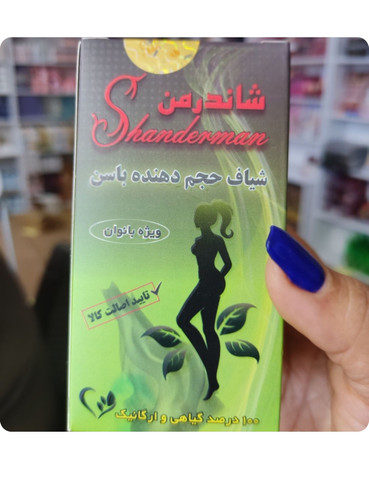 شاندرمن
Shanderman
شیاف حجم دهنده باسن
ویژه بانوان
تایید اصالت کالا
۱۰۰ درصد گیاهی و ارگانیک